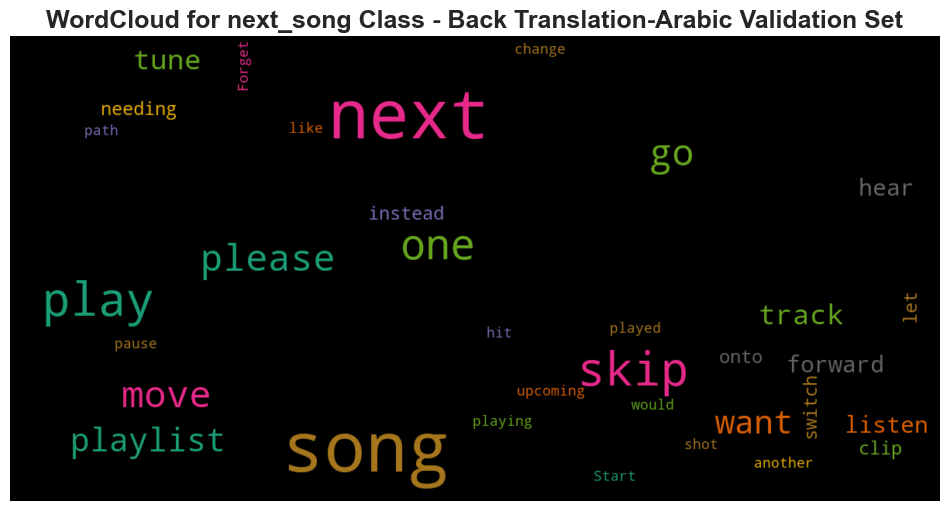 WordCloud for next_song Class - Back Translation-Arabic Validation Set
change
tune
Forget
needing
next
path
like
go
hear
instead
one
please
play
let
track
played
hit
pause
onto
forward
skip
move
upcoming
would
switch
playing
want
listen
playlist
song
shot
clip
another
Start